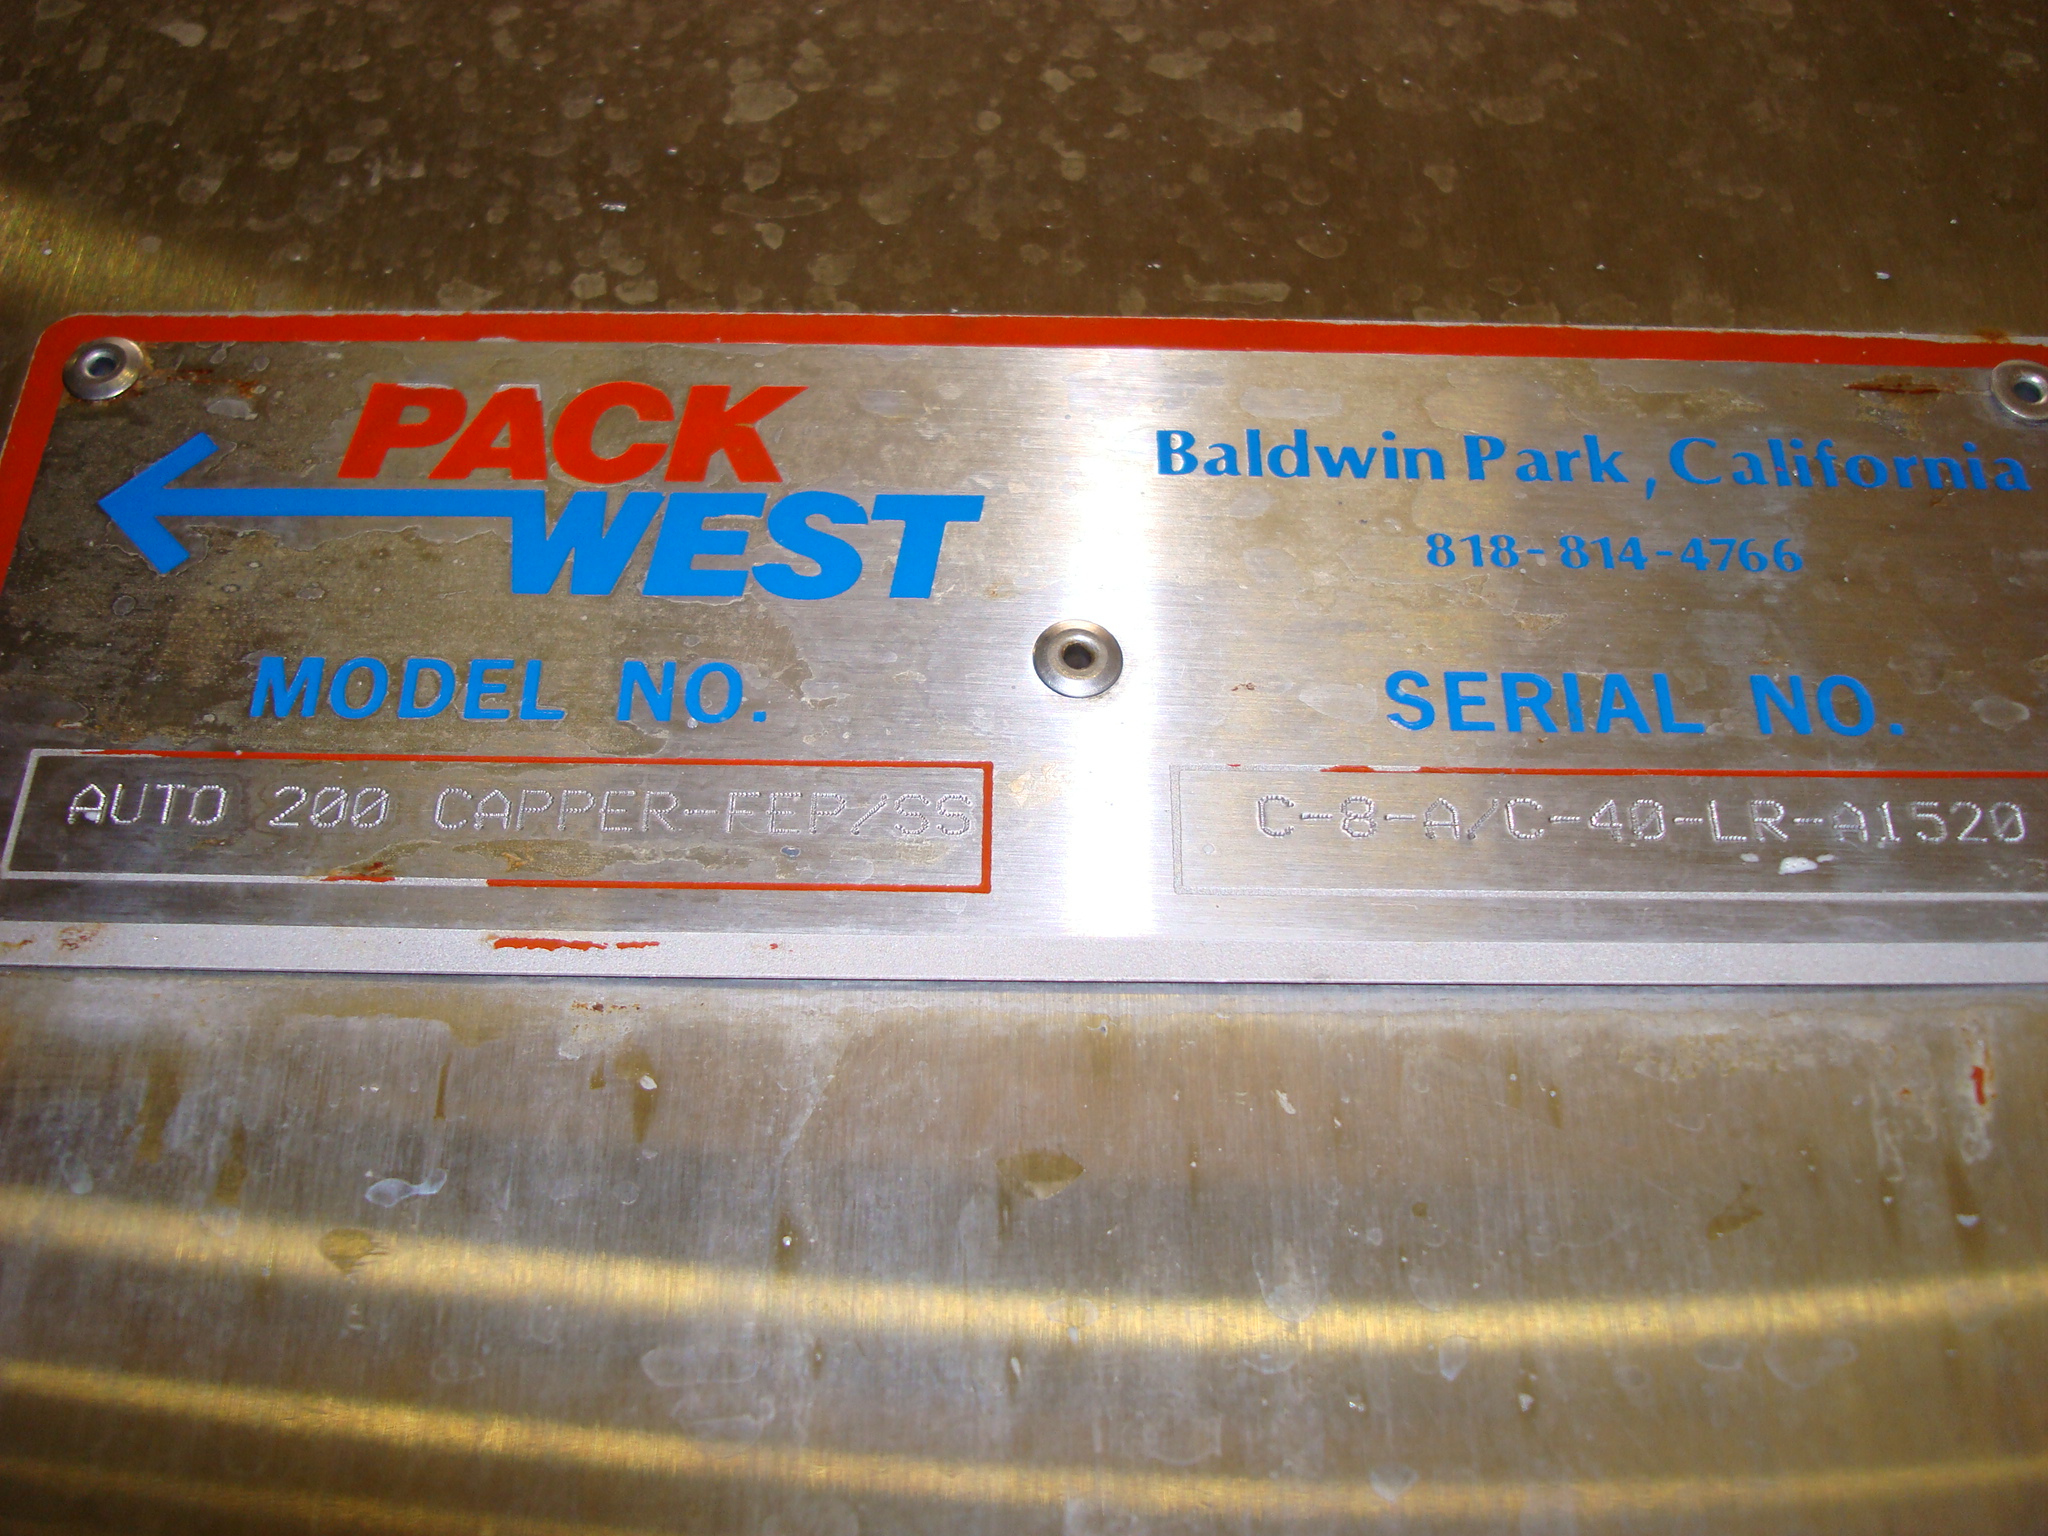 PACK
WEST
Baldwin Park, California
818-814-4766
MODEL NO.
SERIAL NO.
AUTO 200 CAPPER-FEP/SS
C-8-A/C-40-LR-A1520